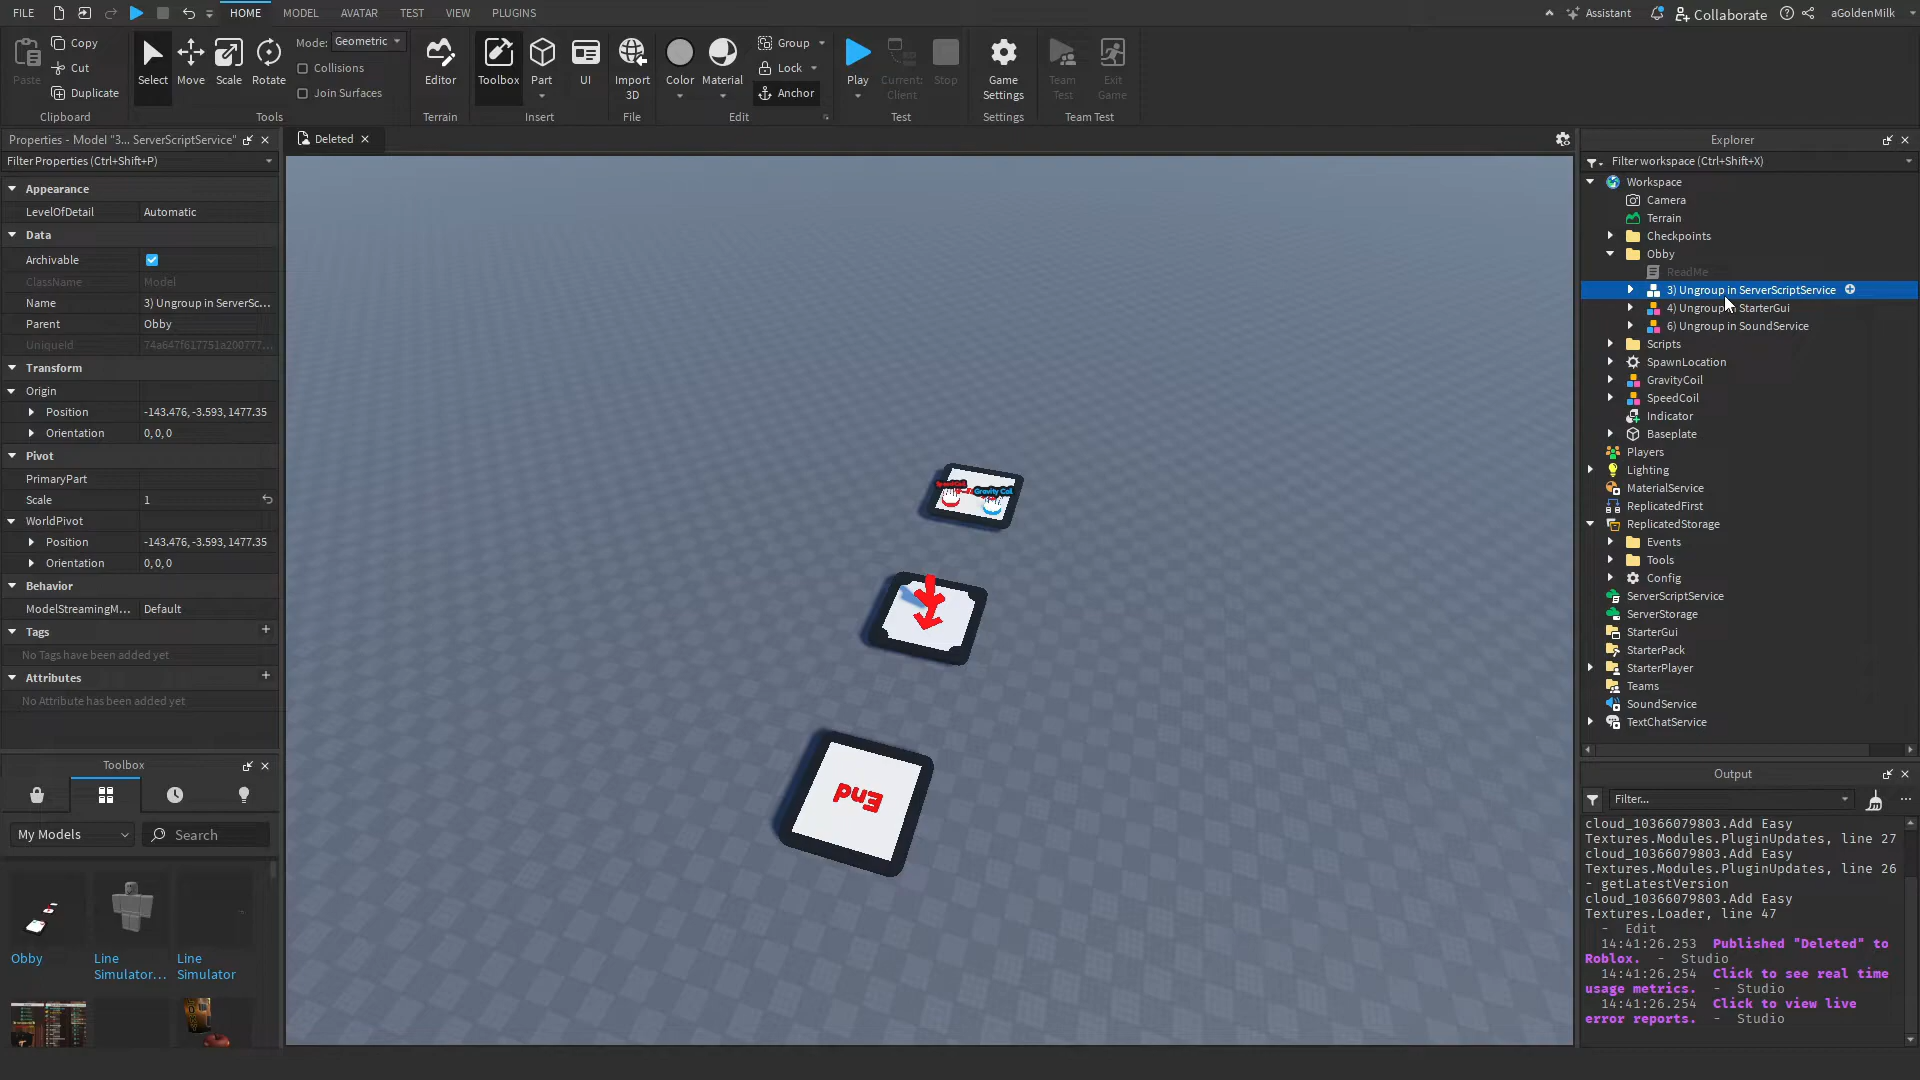 FILE HOME MODEL AVATAR TEST VIEW PLUGINS Assistant Collaborate aGoldenMilk
Paste Copy Cut Duplicate Select Move Scale Rotate Mode: Geometric Collisions Join Surfaces Editor Toolbox Part UI Import 3D Color Material Group Lock Anchor Play Current: Client Stop Game Settings Team Test Exit Game
Clipboard Tools Terrain Insert File Edit Test Settings Team Test
Properties - Model "3... ServerScriptService"
Filter Properties (Ctrl+Shift+P)
Appearance
LevelOfDetail Automatic
Data
Archivable
ClassName Model
Name 3) Ungroup in ServerSc...
Parent Obby
UniqueId 74a647f617751a200777...
Transform
Origin
Position -143.476, -3.593, 1477.35
Orientation 0, 0, 0
Pivot
PrimaryPart
Scale 1
WorldPivot
Position -143.476, -3.593, 1477.35
Orientation 0, 0, 0
Behavior
ModelStreamingM... Default
Tags
No Tags have been added yet
Attributes
No Attribute has been added yet
Toolbox
My Models Search
Obby
Line Simulator...
Line Simulator
Deleted
Gravity Coil
End
Explorer
Filter workspace (Ctrl+Shift+X)
Workspace
Camera
Terrain
Checkpoints
Obby
ReadMe
3) Ungroup in ServerScriptService
4) Ungroup in StarterGui
6) Ungroup in SoundService
Scripts
SpawnLocation
GravityCoil
SpeedCoil
Indicator
Baseplate
Players
Lighting
MaterialService
ReplicatedFirst
ReplicatedStorage
Events
Tools
Config
ServerScriptService
ServerStorage
StarterGui
StarterPack
StarterPlayer
Teams
SoundService
TextChatService
Output
Filter...
cloud_10366079803.Add Easy
Textures.Modules.PluginUpdates, line 27
cloud_10366079803.Add Easy
Textures.Modules.PluginUpdates, line 26
- getLatestVersion
cloud_10366079803.Add Easy
Textures.Loader, line 47
- Edit
14:41:26.253 Published "Deleted" to
Roblox. - Studio
14:41:26.254 Click to see real time
usage metrics. - Studio
14:41:26.254 Click to view live
error reports. - Studio